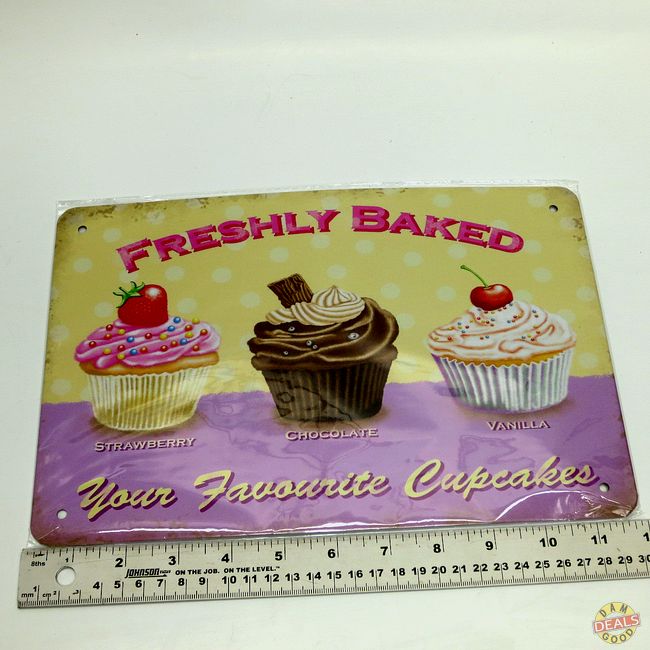 FRESHLY BAKED
STRAWBERRY
CHOCOLATE
VANILLA
Your Favourite Cupcakes
8ths 1 2 3 4 5 6 7 8 9 10 11
JOHNSON ON THE JOB. ON THE LEVEL.™
mm 1 cm 2 4 5 6 7 8 9 10 11 12 13 14 15 16 17 18 19 20 21 22 23 24 25 26 27 28 29 30
DAM
DEALS
GOOD